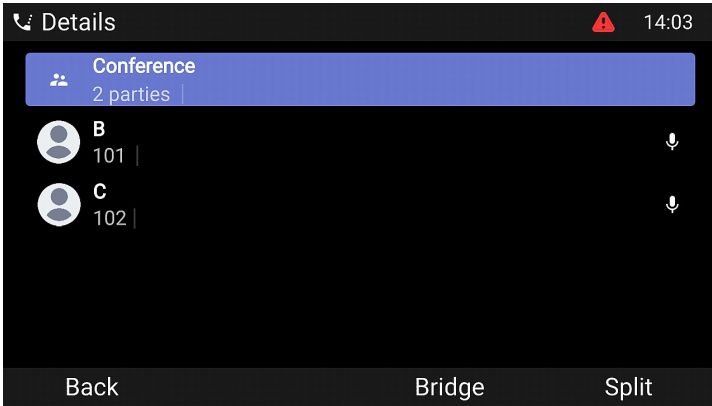 Details
14:03
Conference
2 parties
B
101
C
102
Back
Bridge
Split